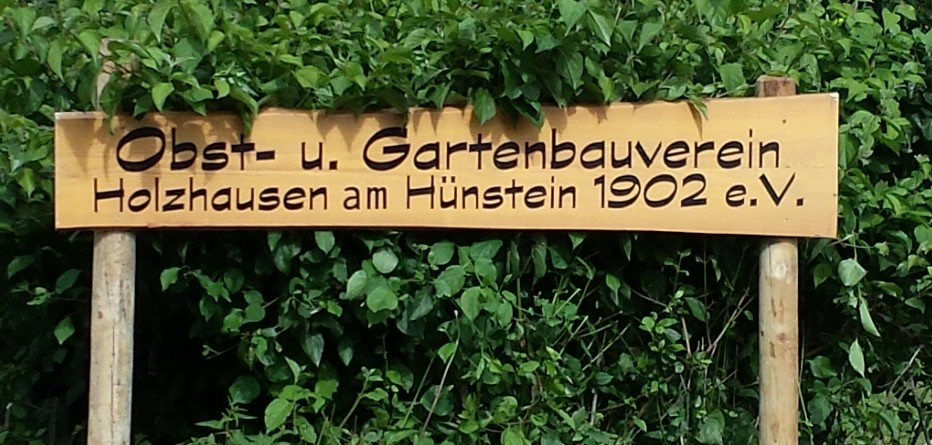 Obst- u. Gartenbauverein
Holzhausen am Hünstein 1902 e.V.